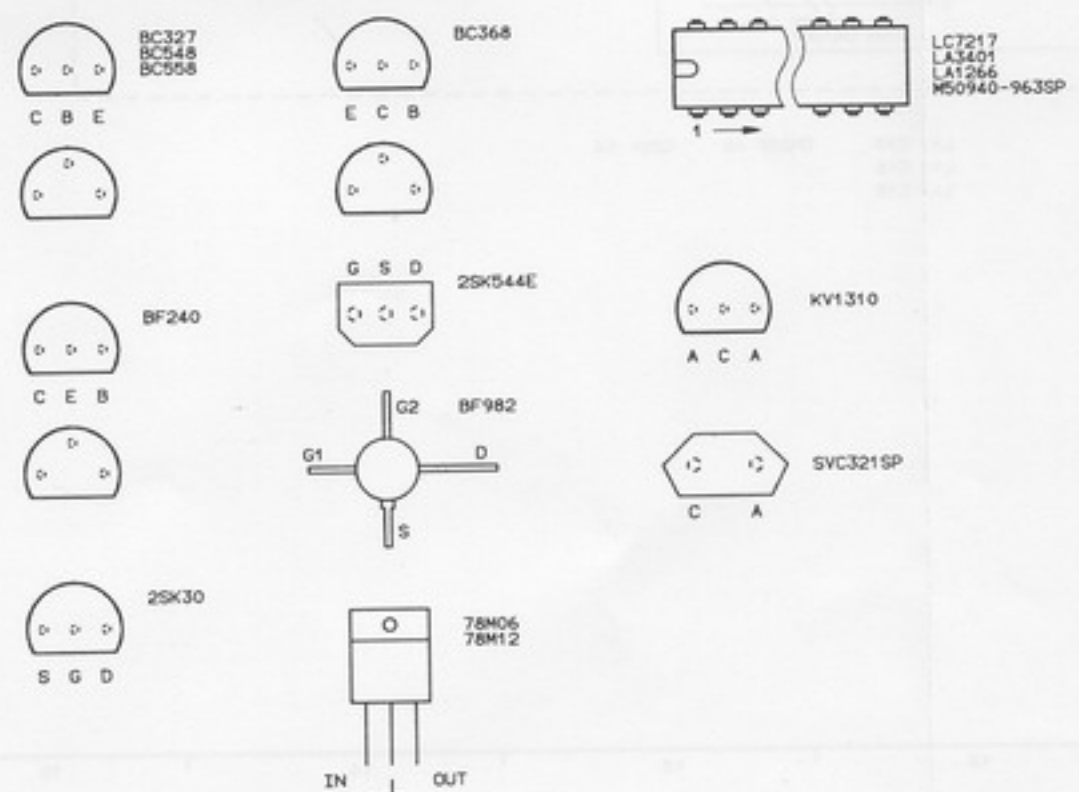 BC327
BC548
BC558
C B E
BC368
E C B
LC7217
LA3401
LA1266
M50940-963SP
1
G S D
2SK544E
KV1310
A C A
BF240
C E B
G2
BF982
G1
D
S
SVC321SP
C A
2SK30
S G D
78M06
78M12
IN OUT